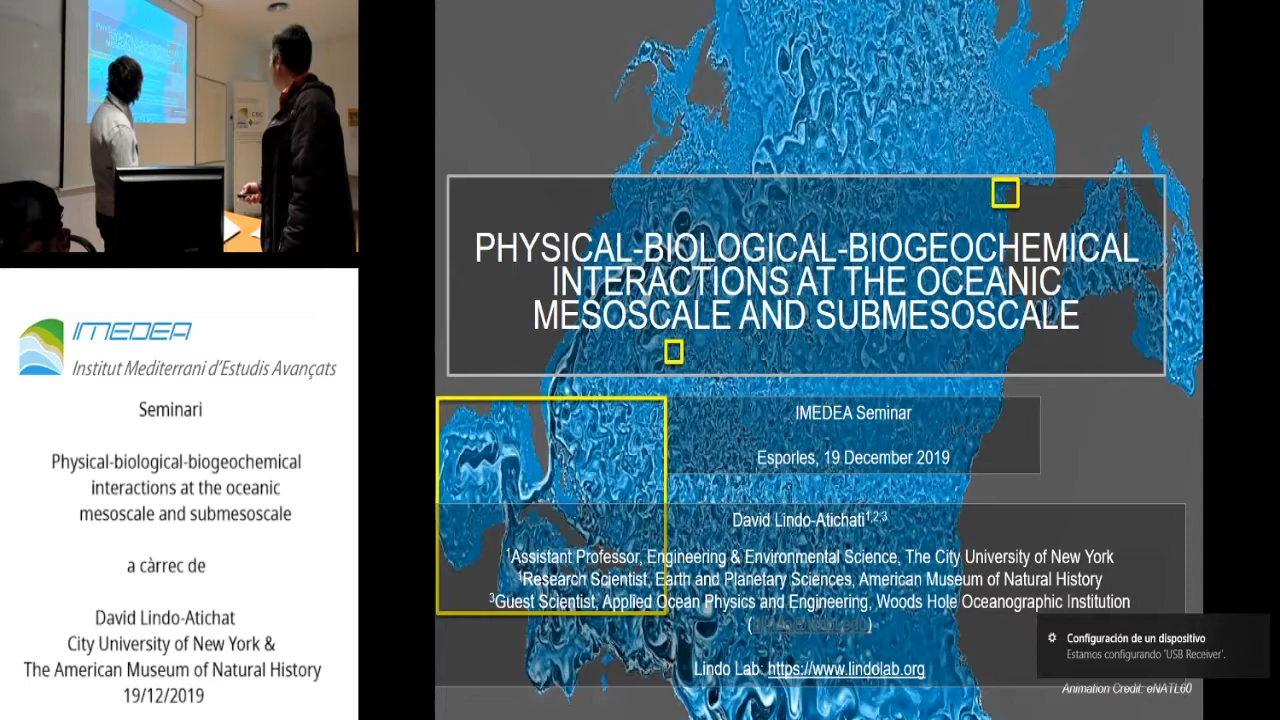 IMEDEA
Institut Mediterrani d'Estudis Avançats
Seminari
Physical-biological-biogeochemical
interactions at the oceanic
mesoscale and submesoscale
a càrrec de
David Lindo-Atichat
City University of New York &
The American Museum of Natural History
19/12/2019
PHYSICAL-BIOLOGICAL-BIOGEOCHEMICAL
INTERACTIONS AT THE OCEANIC
MESOSCALE AND SUBMESOSCALE
IMEDEA Seminar
Esporles, 19 December 2019
David Lindo-Atichati1,2,3
1Assistant Professor, Engineering & Environmental Science, The City University of New York
1Research Scientist, Earth and Planetary Sciences, American Museum of Natural History
3Guest Scientist, Applied Ocean Physics and Engineering, Woods Hole Oceanographic Institution
Lindo Lab: https://www.lindolab.org
Configuración de un dispositivo
Estamos configurando 'USB Receiver'.
Animation Credit: eNATL60